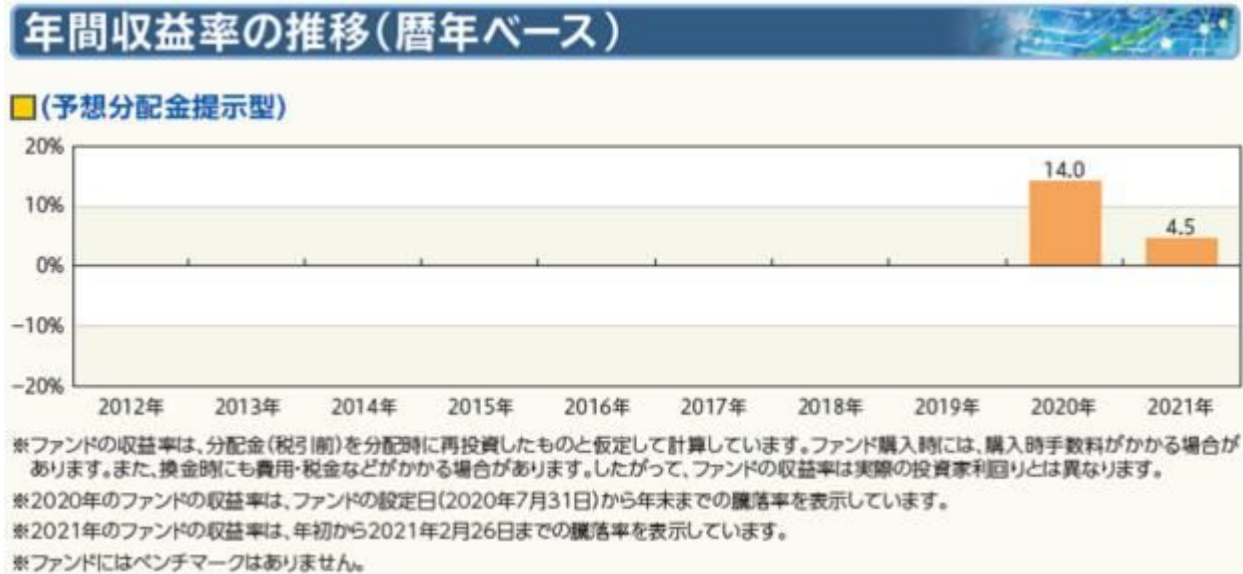 年間収益率の推移(暦年ベース)
(予想分配金提示型)
20%
14.0
10%
4.5
0%
-10%
-20%
2012年 2013年 2014年 2015年 2016年 2017年 2018年 2019年 2020年 2021年
※ファンドの収益率は、分配金(税引前)を分配時に再投資したものと仮定して計算しています。ファンド購入時には、購入時手数料がかかる場合が
あります。また、換金時にも費用・税金などがかかる場合があります。したがって、ファンドの収益率は実際の投資家利回りとは異なります。
※2020年のファンドの収益率は、ファンドの設定日(2020年7月31日)から年末までの騰落率を表示しています。
※2021年のファンドの収益率は、年初から2021年2月26日までの騰落率を表示しています。
※ファンドにはベンチマークはありません。